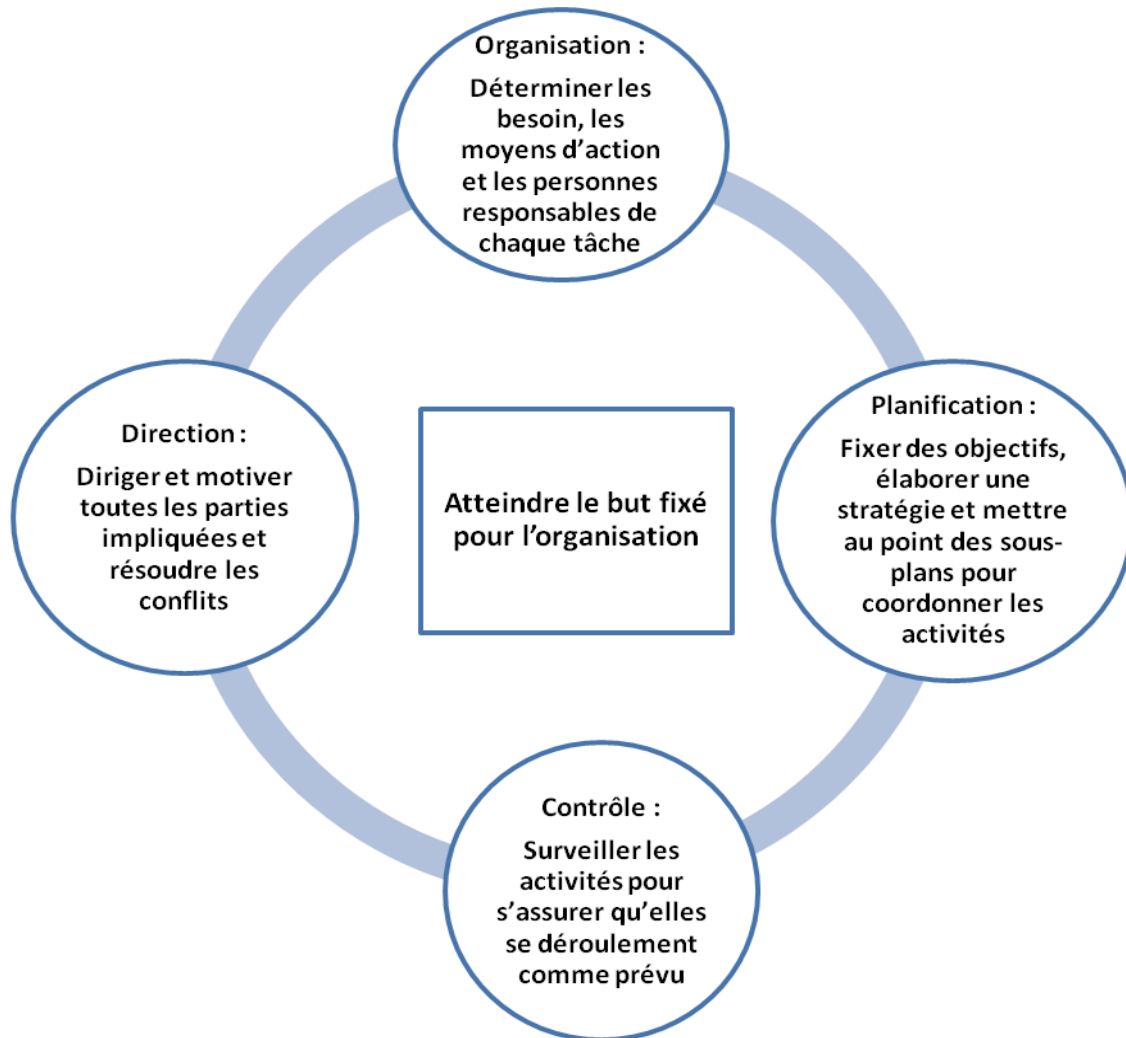 Organisation :
Déterminer les
besoin, les
moyens d’action
et les personnes
responsables de
chaque tâche
Direction :
Diriger et motiver
toutes les parties
impliquées et
résoudre les
conflits
Atteindre le but fixé
pour l’organisation
Planification :
Fixer des objectifs,
élaborer une
stratégie et mettre
au point des sous-
plans pour
coordonner les
activités
Contrôle :
Surveiller les
activités pour
s’assurer qu’elles
se déroulement
comme prévu